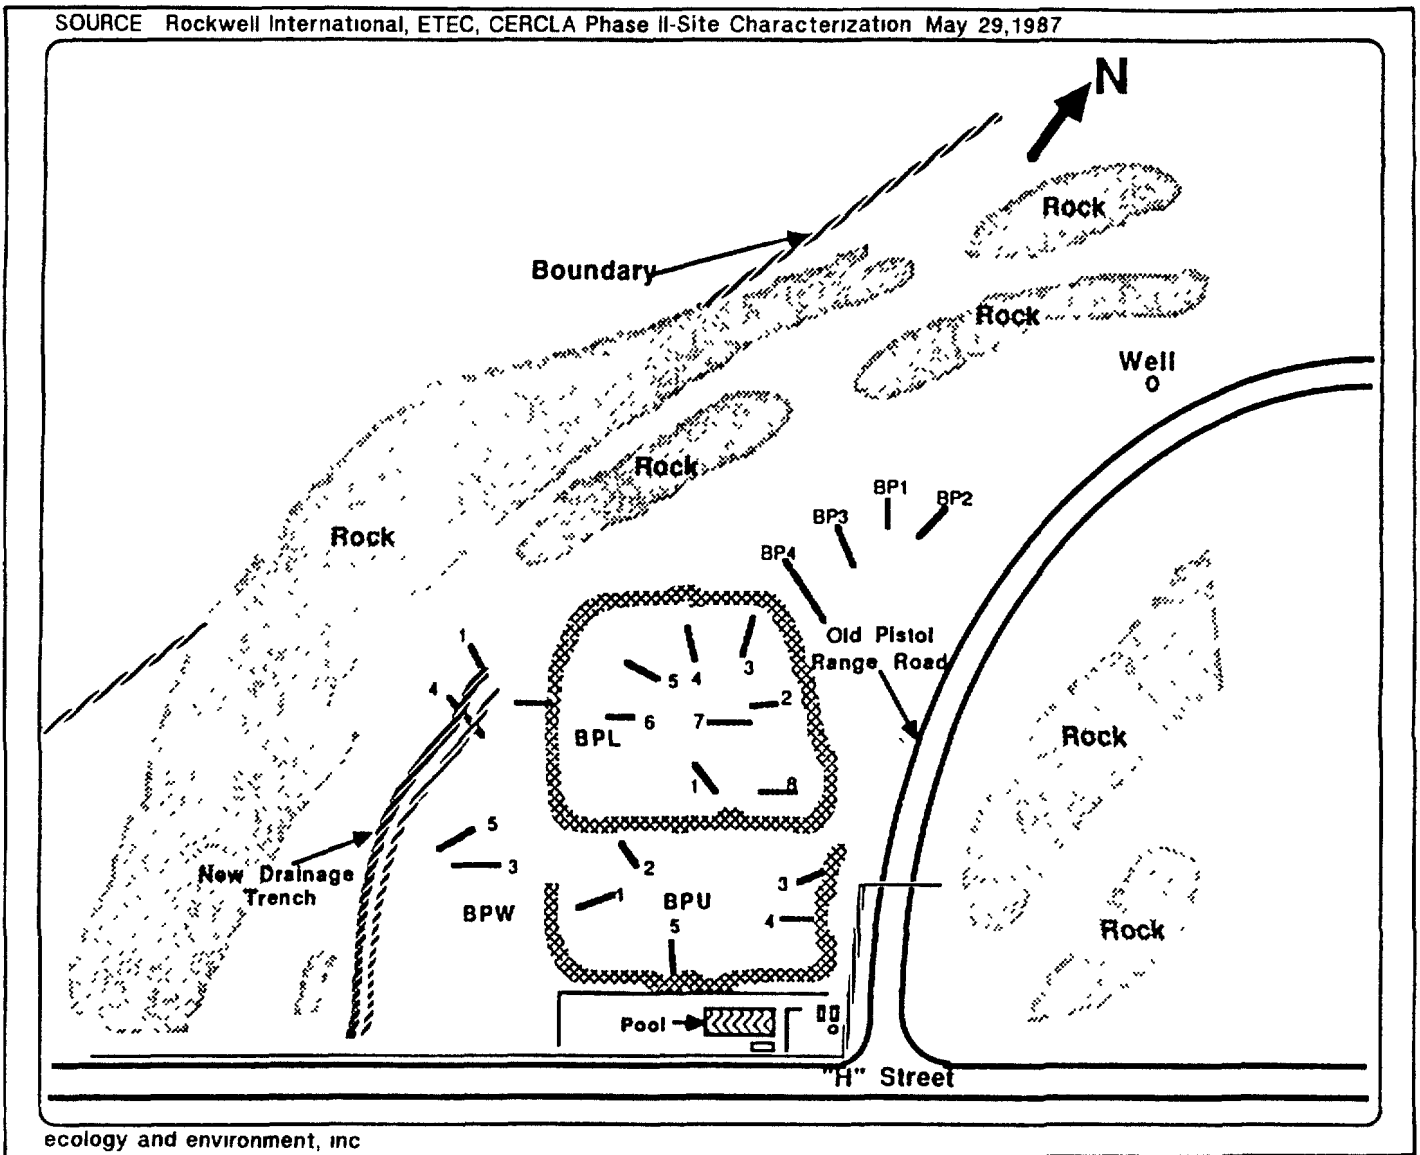 SOURCE Rockwell International, ETEC, CERCLA Phase II-Site Characterization May 29,1987
N
Rock
Boundary
Rock
Well
Rock
BP1
BP2
BP3
Rock
BP4
Old Pistol
Range Road
1
3
5
4
4
2
6
7
BPL
Rock
1
8
5
3
2
New Drainage
Trench
3
1
BPU
BPW
4
5
Rock
Pool
"H" Street
ecology and environment, inc